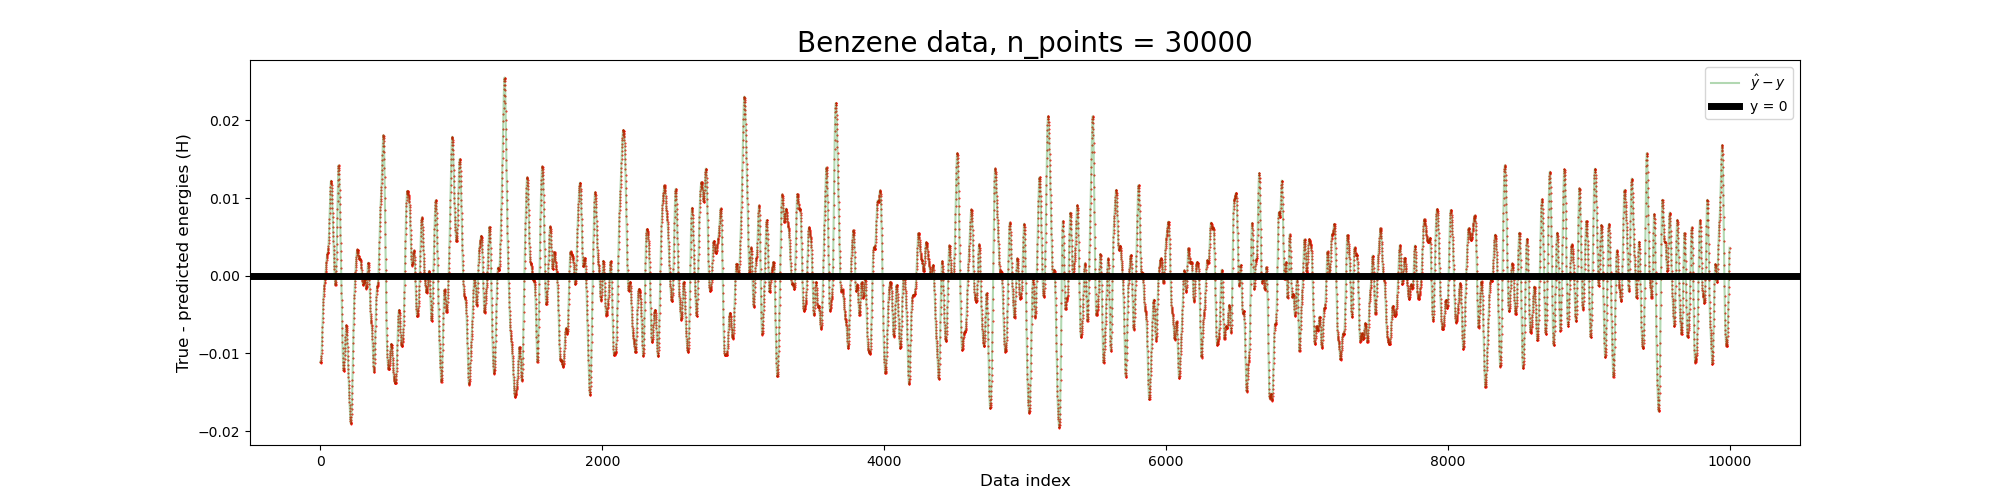 Benzene data, n_points = 30000
True - predicted energies (H)
0.02
0.01
0.00
−0.01
−0.02
0
2000
4000
6000
8000
10000
Data index
ŷ − y
y = 0